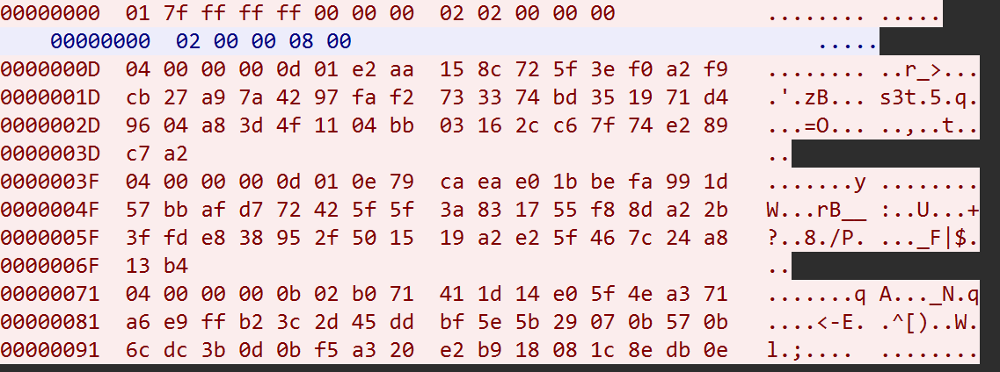 00000000  01 7f ff ff ff 00 00 00  02 02 00 00 00           ........ .....
    00000000  02 00 00 08 00                                    .....
0000000D  04 00 00 00 0d 01 e2 aa  15 8c 72 5f 3e f0 a2 f9  ........ ..r_>...
0000001D  cb 27 a9 7a 42 97 fa f2  73 33 74 bd 35 19 71 d4  .'.zB... s3t.5.q.
0000002D  96 04 a8 3d 4f 11 04 bb  03 16 2c c6 7f 74 e2 89  ...=O... ..,..t..
0000003D  c7 a2                                             ..
0000003F  04 00 00 00 0d 01 0e 79  ca ea e0 1b be fa 99 1d  .......y ........
0000004F  57 bb af d7 72 42 5f 5f  3a 83 17 55 f8 8d a2 2b  W...rB__ :..U...+
0000005F  3f fd e8 38 95 2f 50 15  19 a2 e2 5f 46 7c 24 a8  ?..8./P. ..._F|$.
0000006F  13 b4                                             ..
00000071  04 00 00 00 0b 02 b0 71  41 1d 14 e0 5f 4e a3 71  .......q A..._N.q
00000081  a6 e9 ff b2 3c 2d 45 dd  bf 5e 5b 29 07 0b 57 0b  ....<-E. .^[)..W.
00000091  6c dc 3b 0d 0b f5 a3 20  e2 b9 18 08 1c 8e db 0e  l.;....  ........